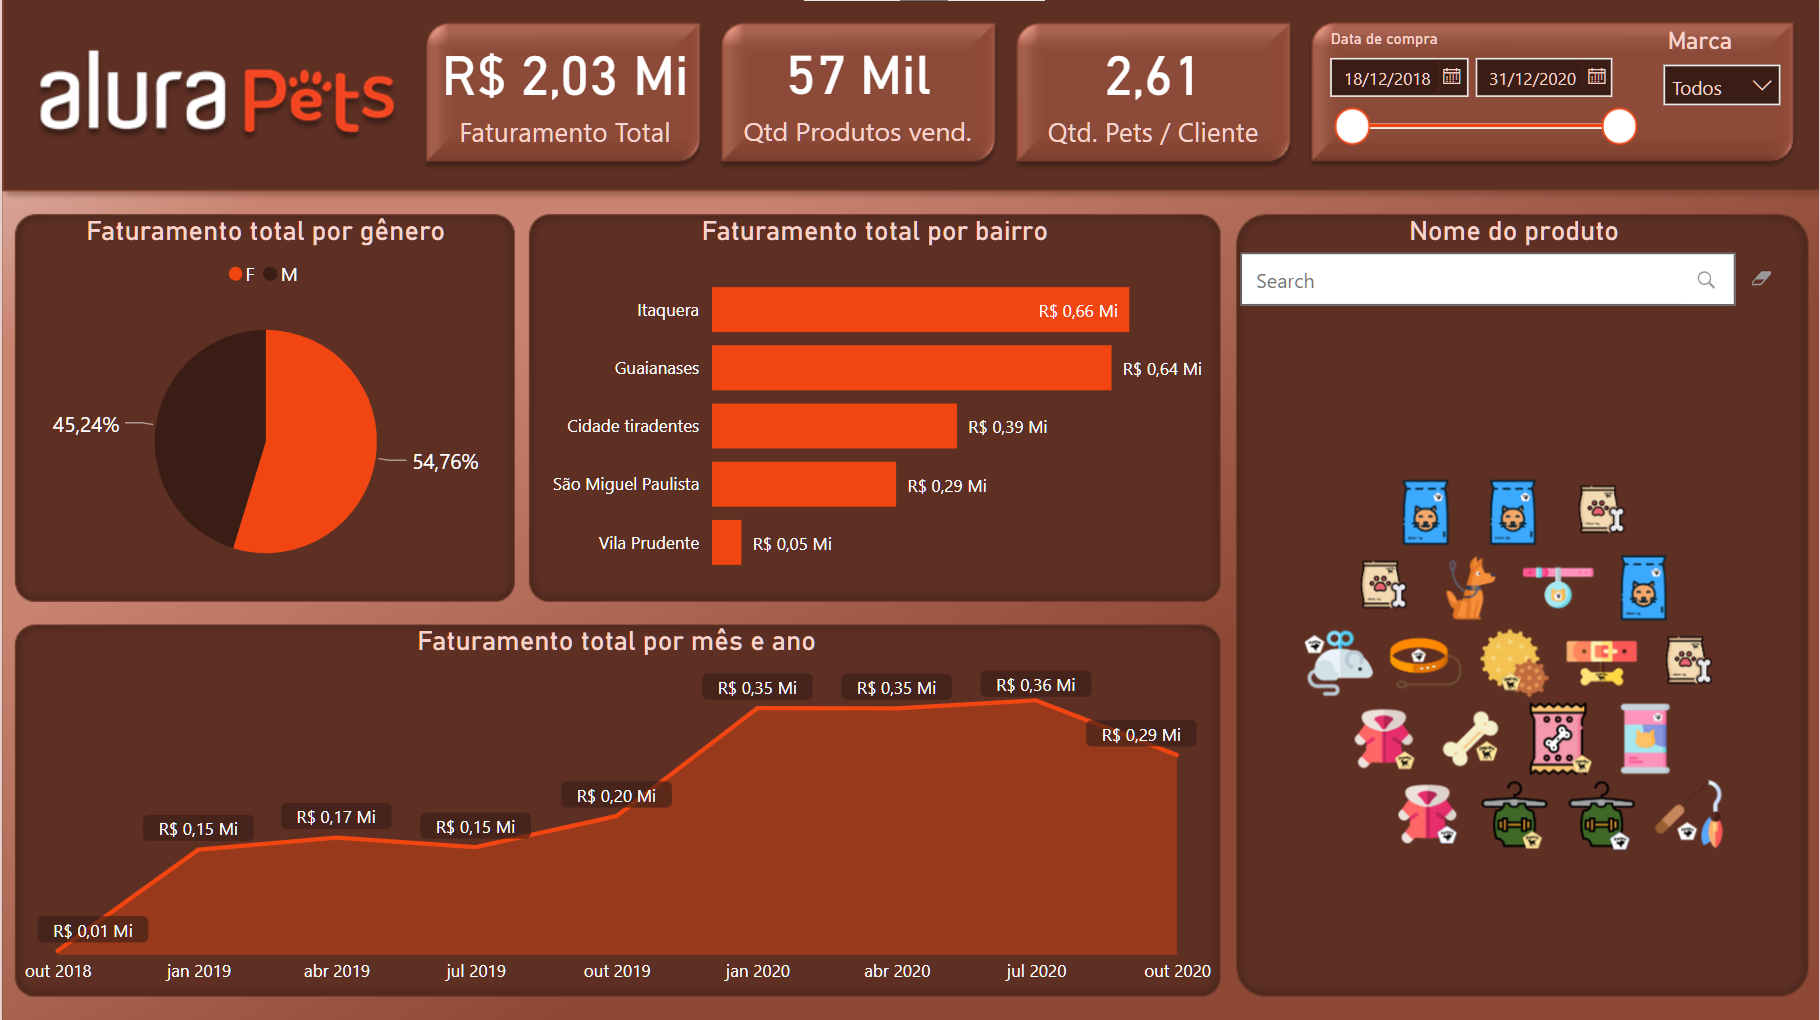 alura Pets
R$ 2,03 Mi
Faturamento Total
57 Mil
Qtd Produtos vend.
2,61
Qtd. Pets / Cliente
Data de compra
18/12/2018
31/12/2020
Marca
Todos
Faturamento total por gênero
F M
45,24%
54,76%
Faturamento total por bairro
Itaquera R$ 0,66 Mi
Guaianases R$ 0,64 Mi
Cidade tiradentes R$ 0,39 Mi
São Miguel Paulista R$ 0,29 Mi
Vila Prudente R$ 0,05 Mi
Nome do produto
Search
Faturamento total por mês e ano
R$ 0,01 Mi
R$ 0,15 Mi
R$ 0,17 Mi
R$ 0,15 Mi
R$ 0,20 Mi
R$ 0,35 Mi
R$ 0,35 Mi
R$ 0,36 Mi
R$ 0,29 Mi
out 2018 jan 2019 abr 2019 jul 2019 out 2019 jan 2020 abr 2020 jul 2020 out 2020